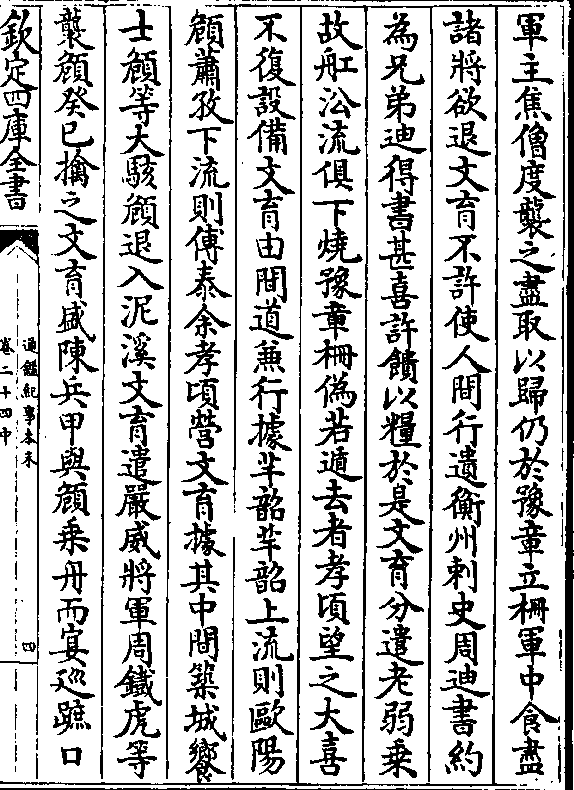 軍主焦僧度襲之盡取以歸仍於豫章立柵軍中食盡
諸將欲退文育不許使人間行遺衡州刺史周迪書約
為兄弟迪得書甚喜許饋以糧於是文育分遣老弱乗
故舡沿流俱下燒豫章柵偽若遁去者孝頃望之大喜
不復設備文育由間道兼行據芊韶芊韶上流則歐陽
頠蕭孜下流則傅泰余孝頃營文育據其中間築城饗
士頠等大駭頠退入泥溪文育遣嚴威將軍周鐵虎等
襲頠癸巳擒之文育盛陳兵甲與頠乗舟而宴廵蹠口
欽定四庫全書
通鑑紀事本末
卷二十四中
四